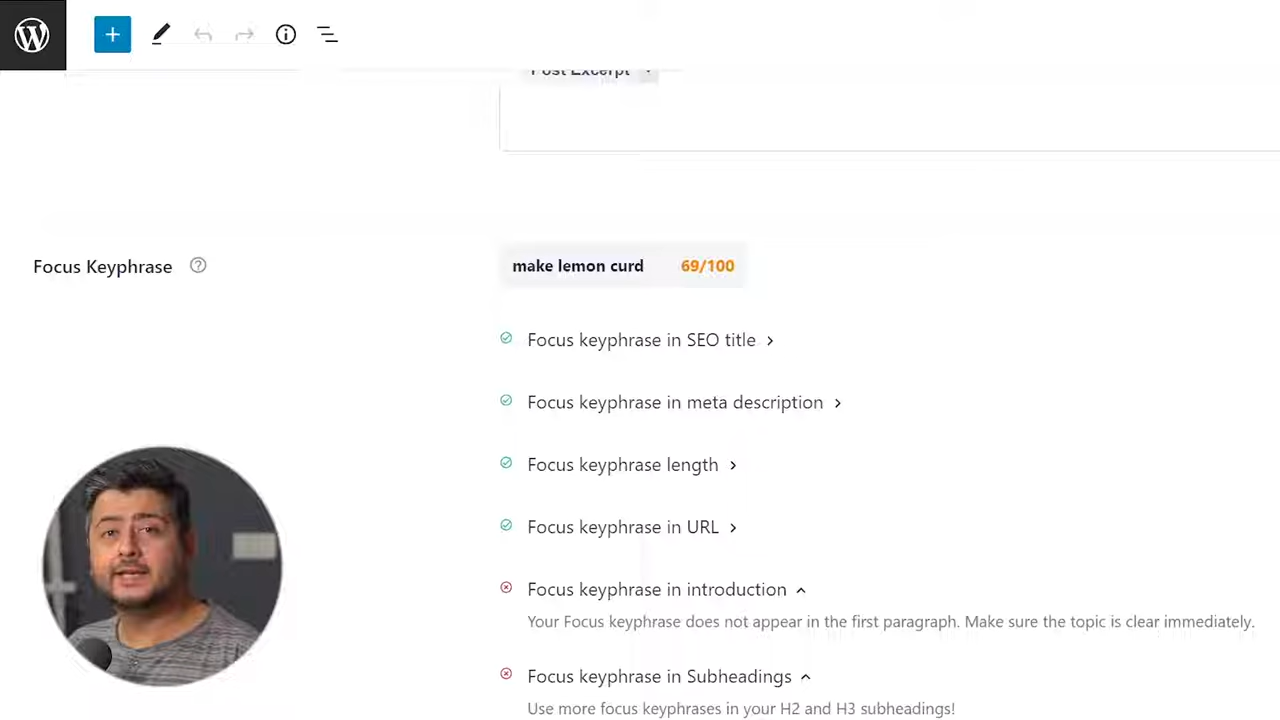 Post Excerpt
Focus Keyphrase
make lemon curd 69/100
Focus keyphrase in SEO title
Focus keyphrase in meta description
Focus keyphrase length
Focus keyphrase in URL
Focus keyphrase in introduction
Your Focus keyphrase does not appear in the first paragraph. Make sure the topic is clear immediately.
Focus keyphrase in Subheadings
Use more focus keyphrases in your H2 and H3 subheadings!